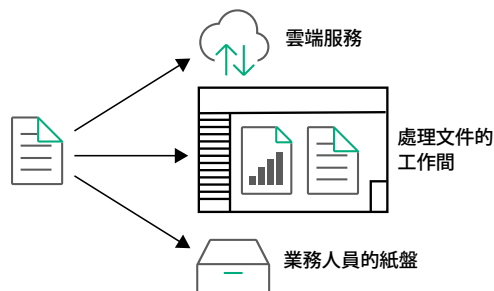 雲端服務
處理文件的
工作間
業務人員的紙盤